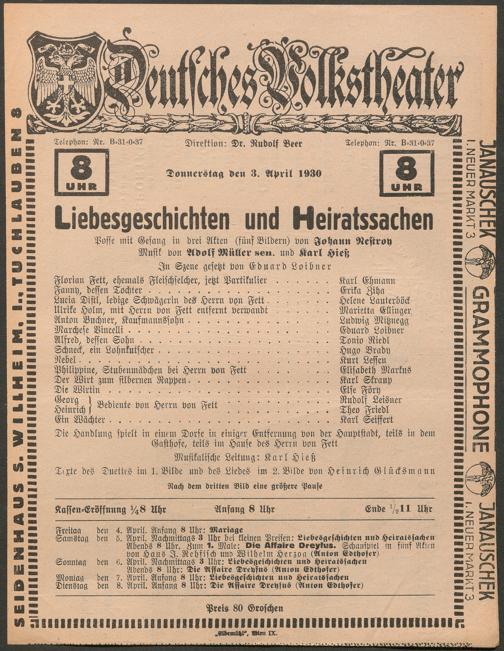 Deutsches Volkstheater
Telephon: Nr. B-31-0-37 Direktion: Dr. Rudolf Beer Telephon: Nr. B-31-0-37
8 UHR
Donnerstag den 3. April 1930
8 UHR
Liebesgeschichten und Heiratssachen
Posse mit Gesang in drei Akten (fünf Bildern) von Johann Nestroy
Musik von Adolf Müller sen. und Karl Hieß
In Szene gesetzt von Eduard Loibner
Florian Fett, ehemals Fleischselcher, jetzt Partikulier Karl Ehmann
Fanny, dessen Tochter Erika Ziha
Lucia Distl, ledige Schwägerin des Herrn von Fett Helene Lauterböck
Ulrike Holm, mit Herrn von Fett entfernt verwandt Marietta Ellinger
Anton Buchner, Kaufmannssohn Ludwig Mitznegg
Marchese Vincelli Eduard Loibner
Alfred, dessen Sohn Tonio Riedl
Schneck, ein Lohnkutscher Hugo Brady
Nebel Kurt Lessen
Philippine, Stubenmädchen bei Herrn von Fett Elisabeth Markus
Der Wirt zum silbernen Rappen Karl Skraup
Die Wirtin Else Föry
Georg Rudolf Leisner
Heinrich } Bediente von Herrn von Fett Theo Friedl
Ein Wächter Karl Seiffert
Die Handlung spielt in einem Dorfe in einiger Entfernung von der Hauptstadt, teils in dem
Gasthofe, teils im Hause des Herrn von Fett
Musikalische Leitung: Karl Hieß
Texte des Duettes im 1. Bilde und des Liedes im 2. Bilde von Heinrich Glücksmann
Nach dem dritten Bild eine größere Pause
Kassen-Eröffnung ¼8 Uhr Anfang 8 Uhr Ende ½11 Uhr
Freitag den 4. April. Anfang 8 Uhr: Mariage
Samstag den 5. April. Nachmittags 3 Uhr bei kleinen Preisen: Liebesgeschichten und Heiratssachen
Abends 8 Uhr. Zum 1. Male: Die Affaire Dreyfus. Schauspiel in fünf Akten
von Hans J. Rehfisch und Wilhelm Herzog (Anton Edthofer)
Sonntag den 6. April. Nachmittags 3 Uhr: Liebesgeschichten und Heiratssachen
Abends 8 Uhr: Die Affaire Dreyfus (Anton Edthofer)
Montag den 7. April. Anfang 8 Uhr: Liebesgeschichten und Heiratssachen
Dienstag den 8. April. Anfang 8 Uhr: Die Affaire Dreyfus (Anton Edthofer)
Preis 80 Groschen
„Elbemühl“, Wien IX.
SEIDENHAUS S. WILLHEIM, I., TUCHLAUBEN 8
JANAUSCHEK
I. NEUER MARKT 3
GRAMMOPHONE
JANAUSCHEK
I. NEUER MARKT 3